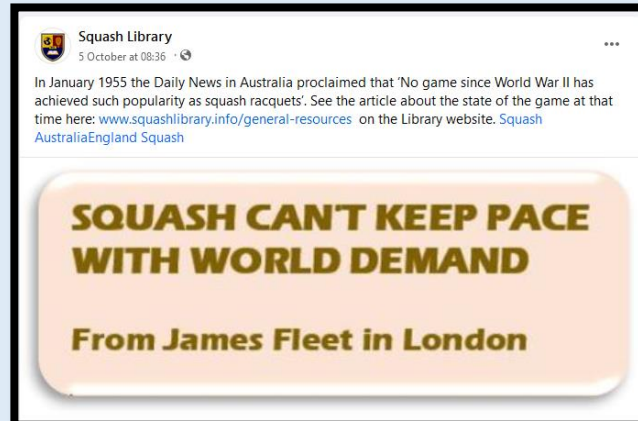 Squash Library
5 October at 08:36 ·
In January 1955 the Daily News in Australia proclaimed that 'No game since World War II has
achieved such popularity as squash racquets'. See the article about the state of the game at that
time here: www.squashlibrary.info/general-resources on the Library website. Squash
AustraliaEngland Squash
SQUASH CAN'T KEEP PACE
WITH WORLD DEMAND
From James Fleet in London